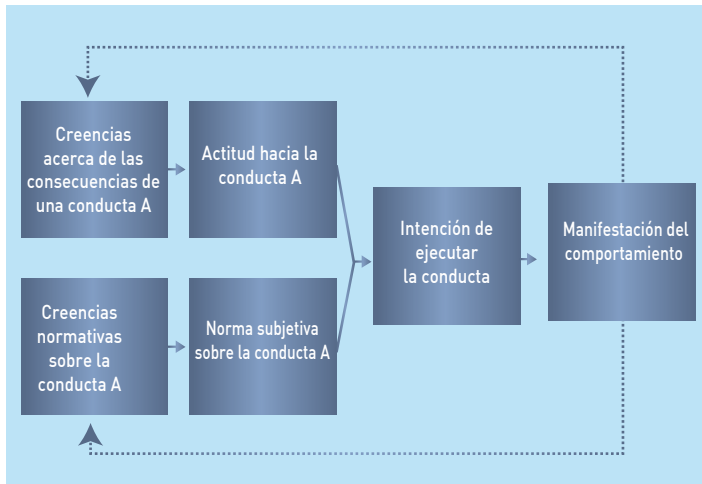 Creencias
acerca de las
consecuencias de
una conducta A
Actitud hacia la
conducta A
Creencias
normativas
sobre la
conducta A
Norma subjetiva
sobre la conducta A
Intención de
ejecutar
la conducta
Manifestación del
comportamiento